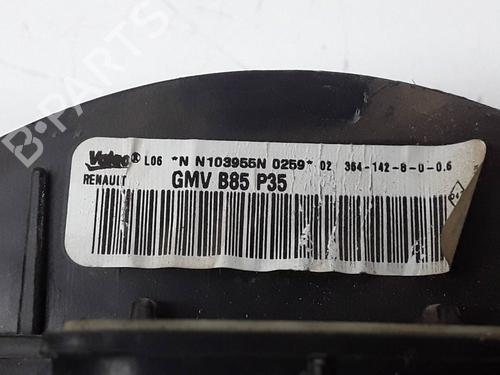 B-PARTS
Valeo® L06 *N N103955N 0259* 02 364-142-8-0-0.6
RENAULT GMV B85 P35